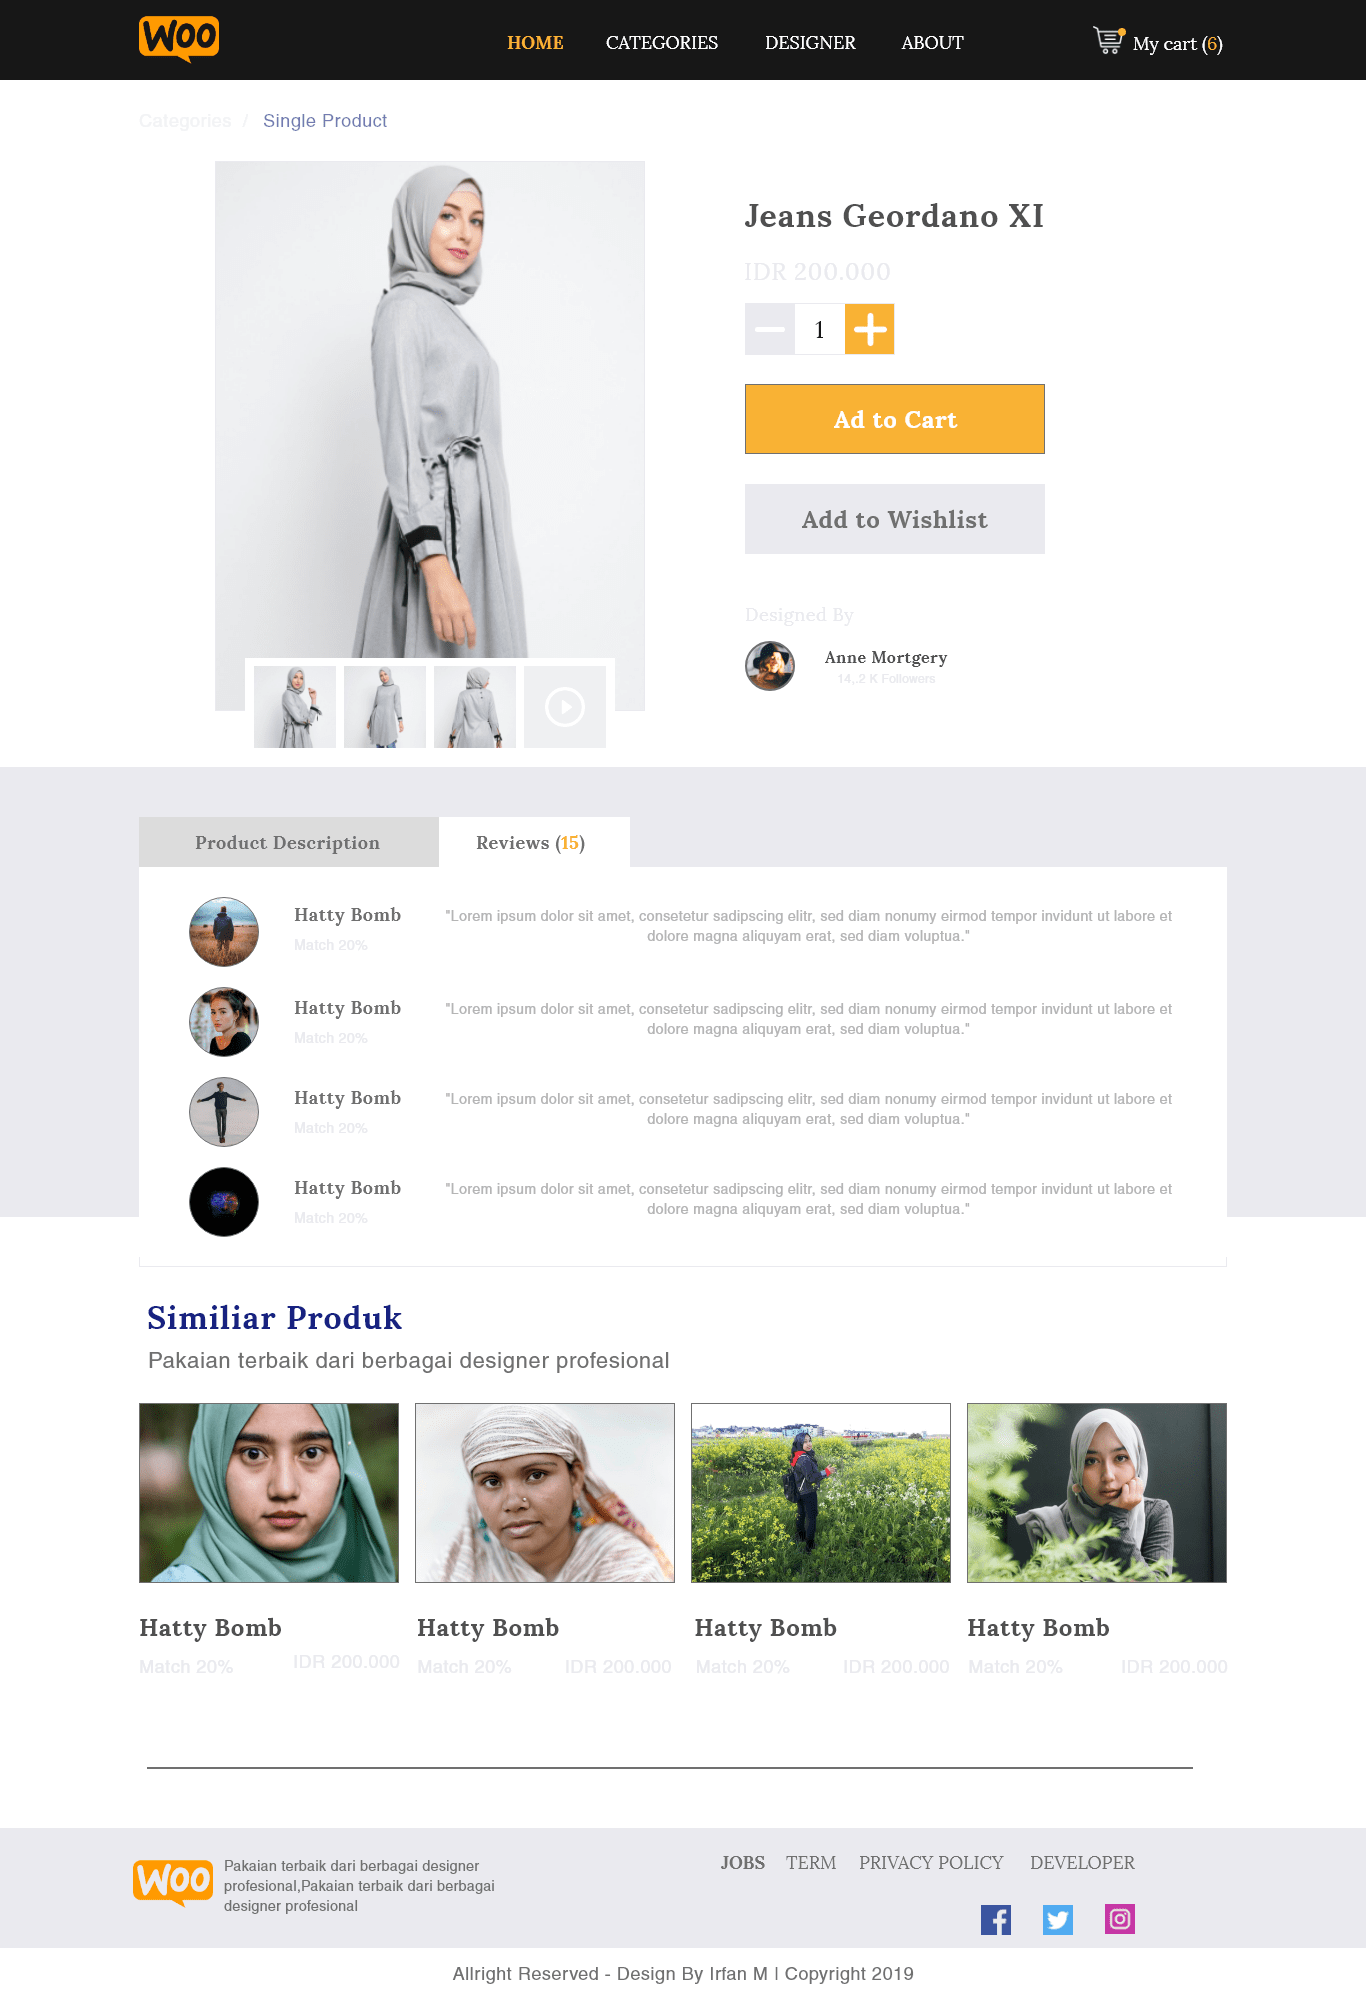 WOO
HOME CATEGORIES DESIGNER ABOUT
My cart (6)
Categories / Single Product
Jeans Geordano XI
IDR 200.000
1
Ad to Cart
Add to Wishlist
Designed By
Anne Mortgery
14,.2 K Followers
Product Description
Reviews (15)
Hatty Bomb
Match 20%
"Lorem ipsum dolor sit amet, consetetur sadipscing elitr, sed diam nonumy eirmod tempor invidunt ut labore et
dolore magna aliquyam erat, sed diam voluptua."
Hatty Bomb
Match 20%
"Lorem ipsum dolor sit amet, consetetur sadipscing elitr, sed diam nonumy eirmod tempor invidunt ut labore et
dolore magna aliquyam erat, sed diam voluptua."
Hatty Bomb
Match 20%
"Lorem ipsum dolor sit amet, consetetur sadipscing elitr, sed diam nonumy eirmod tempor invidunt ut labore et
dolore magna aliquyam erat, sed diam voluptua."
Hatty Bomb
Match 20%
"Lorem ipsum dolor sit amet, consetetur sadipscing elitr, sed diam nonumy eirmod tempor invidunt ut labore et
dolore magna aliquyam erat, sed diam voluptua."
Similiar Produk
Pakaian terbaik dari berbagai designer profesional
Hatty Bomb
Match 20% IDR 200.000
Hatty Bomb
Match 20% IDR 200.000
Hatty Bomb
Match 20% IDR 200.000
Hatty Bomb
Match 20% IDR 200.000
WOO
Pakaian terbaik dari berbagai designer
profesional,Pakaian terbaik dari berbagai
designer profesional
JOBS TERM PRIVACY POLICY DEVELOPER
Allright Reserved - Design By Irfan M | Copyright 2019